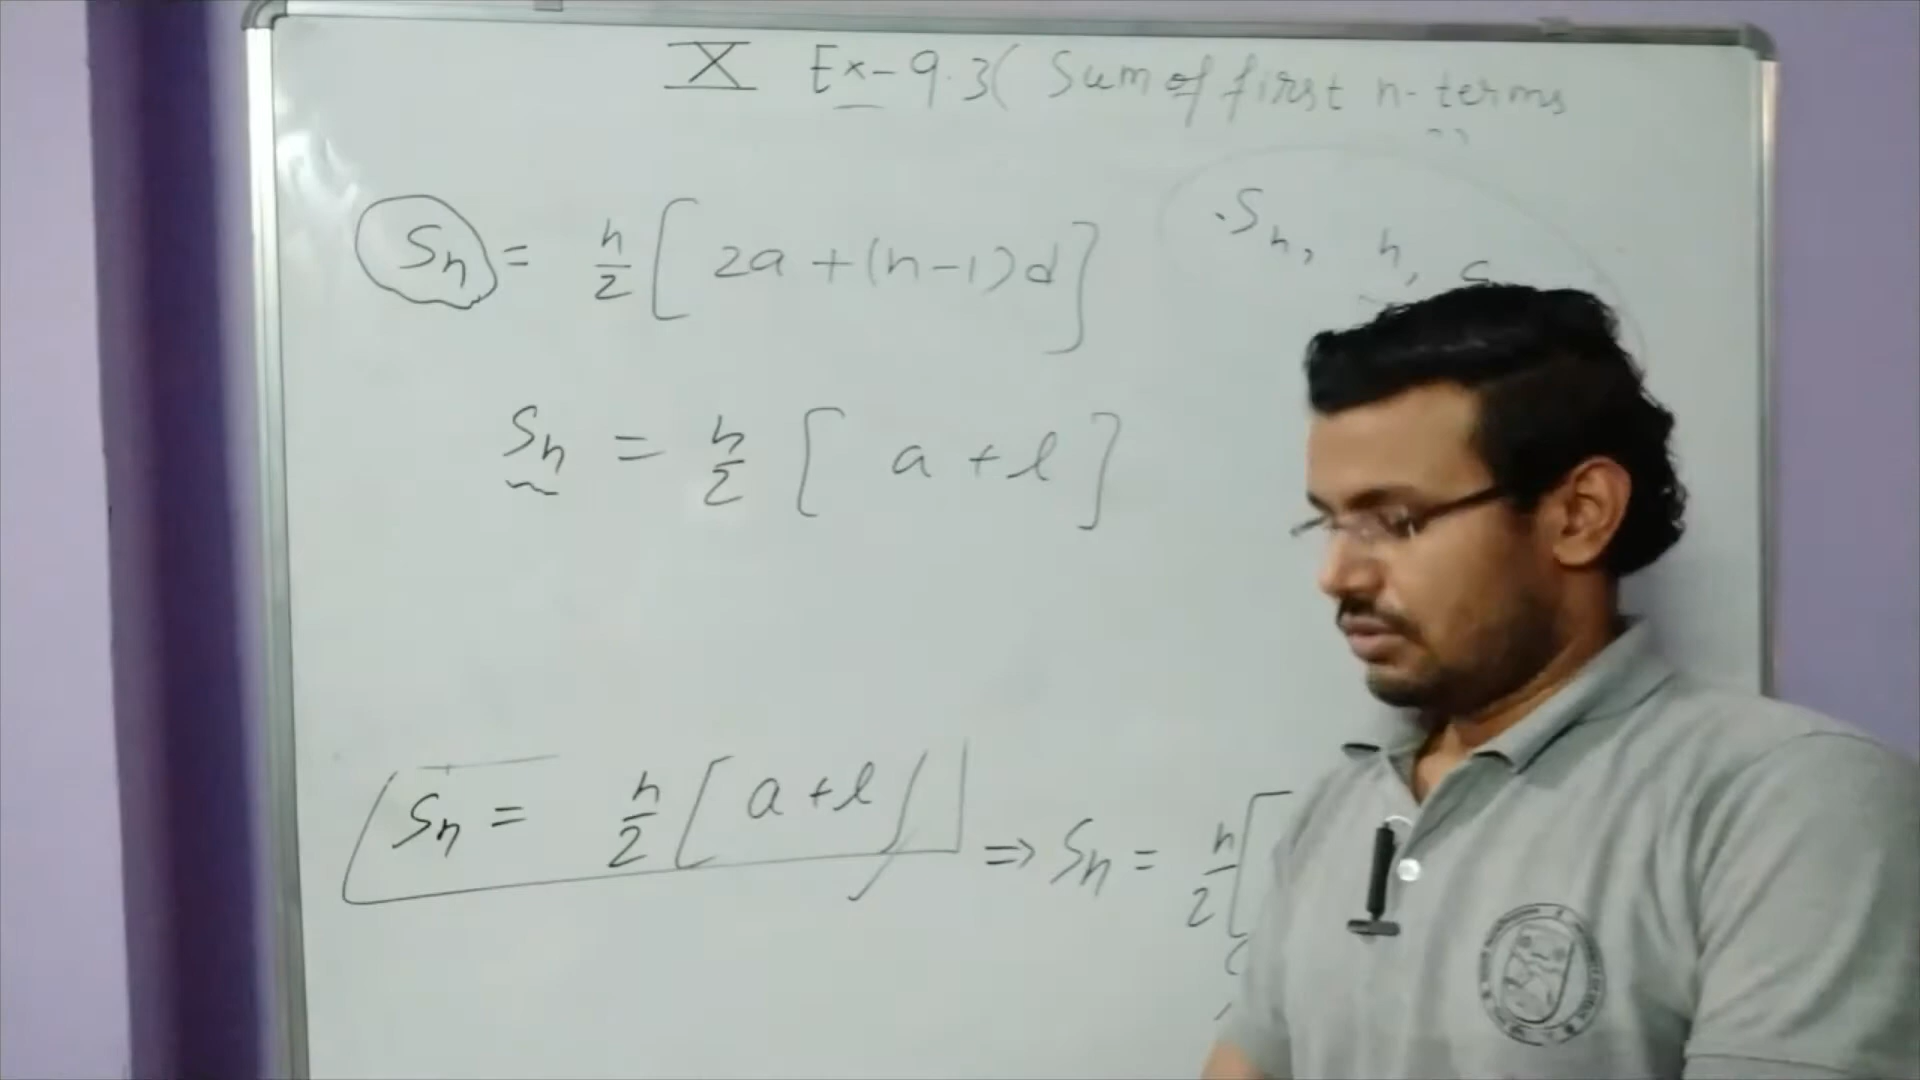 X Ex-9.3( Sum of first n-terms
Sn = n/2 [ 2a + (n-1)d ]
Sn, n,
Sn = n/2 [ a + l ]
Sn = n/2 [ a + l ] => Sn = n/2 [